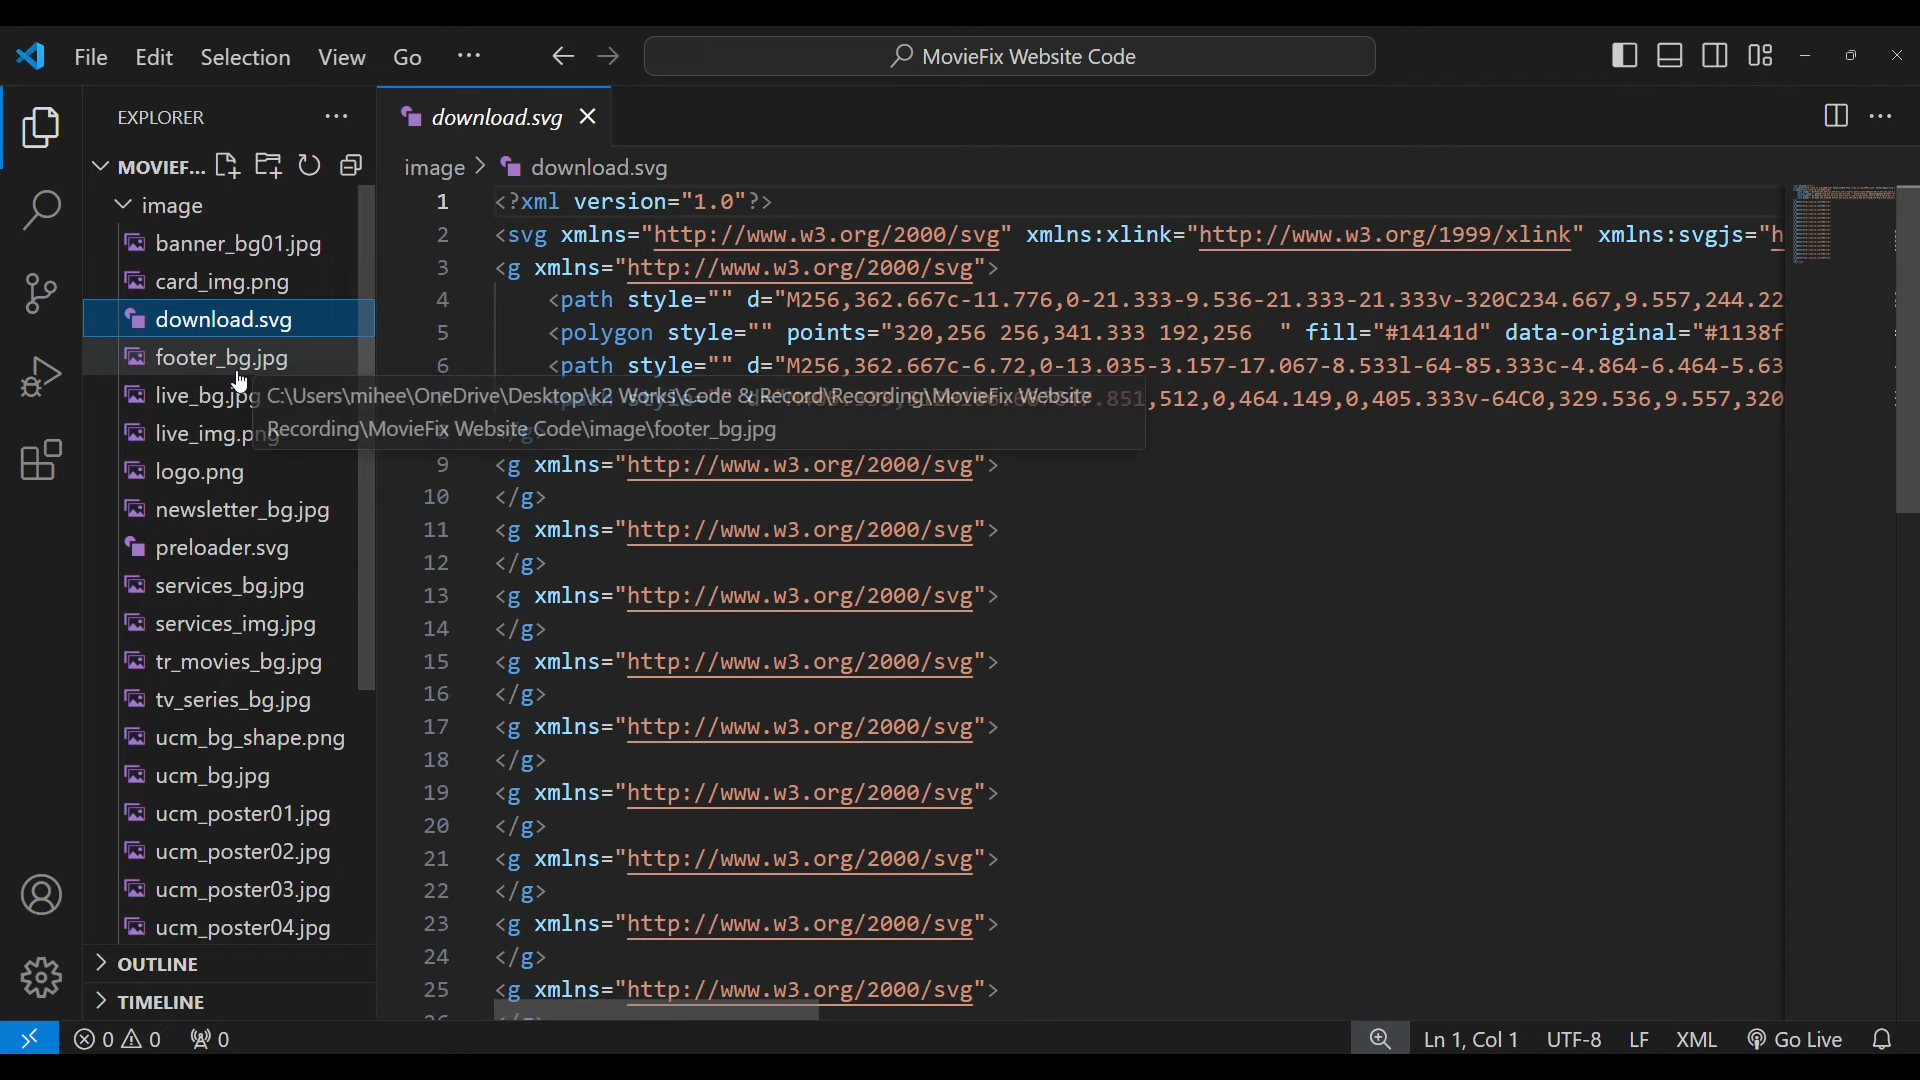 File Edit Selection View Go ··· MovieFix Website Code
EXPLORER ···
MOVIEF...
image
banner_bg01.jpg
card_img.png
download.svg
footer_bg.jpg
live_bg.jpg
live_img.png
logo.png
newsletter_bg.jpg
preloader.svg
services_bg.jpg
services_img.jpg
tr_movies_bg.jpg
tv_series_bg.jpg
ucm_bg_shape.png
ucm_bg.jpg
ucm_poster01.jpg
ucm_poster02.jpg
ucm_poster03.jpg
ucm_poster04.jpg
OUTLINE
TIMELINE
C:\Users\mihee\OneDrive\Desktop\k2 Works\Code & Record\Recording\MovieFix Website
Recording\MovieFix Website Code\image\footer_bg.jpg
download.svg
image > download.svg
1 <?xml version="1.0"?>
2 <svg xmlns="http://www.w3.org/2000/svg" xmlns:xlink="http://www.w3.org/1999/xlink" xmlns:svgjs="h
3 <g xmlns="http://www.w3.org/2000/svg">
4 <path style="" d="M256,362.667c-11.776,0-21.333-9.536-21.333-21.333v-320C234.667,9.557,244.22
5 <polygon style="" points="320,256 256,341.333 192,256  " fill="#14141d" data-original="#1138f
6 <path style="" d="M256,362.667c-6.72,0-13.035-3.157-17.067-8.533l-64-85.333c-4.864-6.464-5.63
.851,512,0,464.149,0,405.333v-64C0,329.536,9.557,320
9 <g xmlns="http://www.w3.org/2000/svg">
10 </g>
11 <g xmlns="http://www.w3.org/2000/svg">
12 </g>
13 <g xmlns="http://www.w3.org/2000/svg">
14 </g>
15 <g xmlns="http://www.w3.org/2000/svg">
16 </g>
17 <g xmlns="http://www.w3.org/2000/svg">
18 </g>
19 <g xmlns="http://www.w3.org/2000/svg">
20 </g>
21 <g xmlns="http://www.w3.org/2000/svg">
22 </g>
23 <g xmlns="http://www.w3.org/2000/svg">
24 </g>
25 <g xmlns="http://www.w3.org/2000/svg">
0 0 0 Ln 1, Col 1 UTF-8 LF XML Go Live